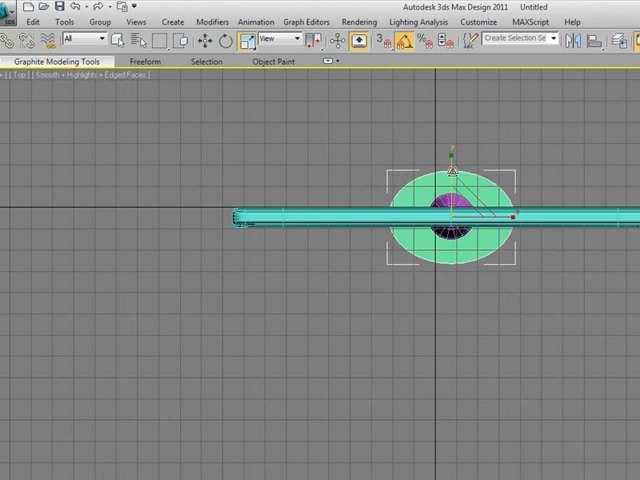 Autodesk 3ds Max Design 2011 Untitled
Edit Tools Group Views Create Modifiers Animation Graph Editors Rendering Lighting Analysis Customize MAXScript Help
All View 3 Create Selection Se
Graphite Modeling Tools Freeform Selection Object Paint
[ Top ] [ Smooth + Highlights + Edged Faces ]
y
x